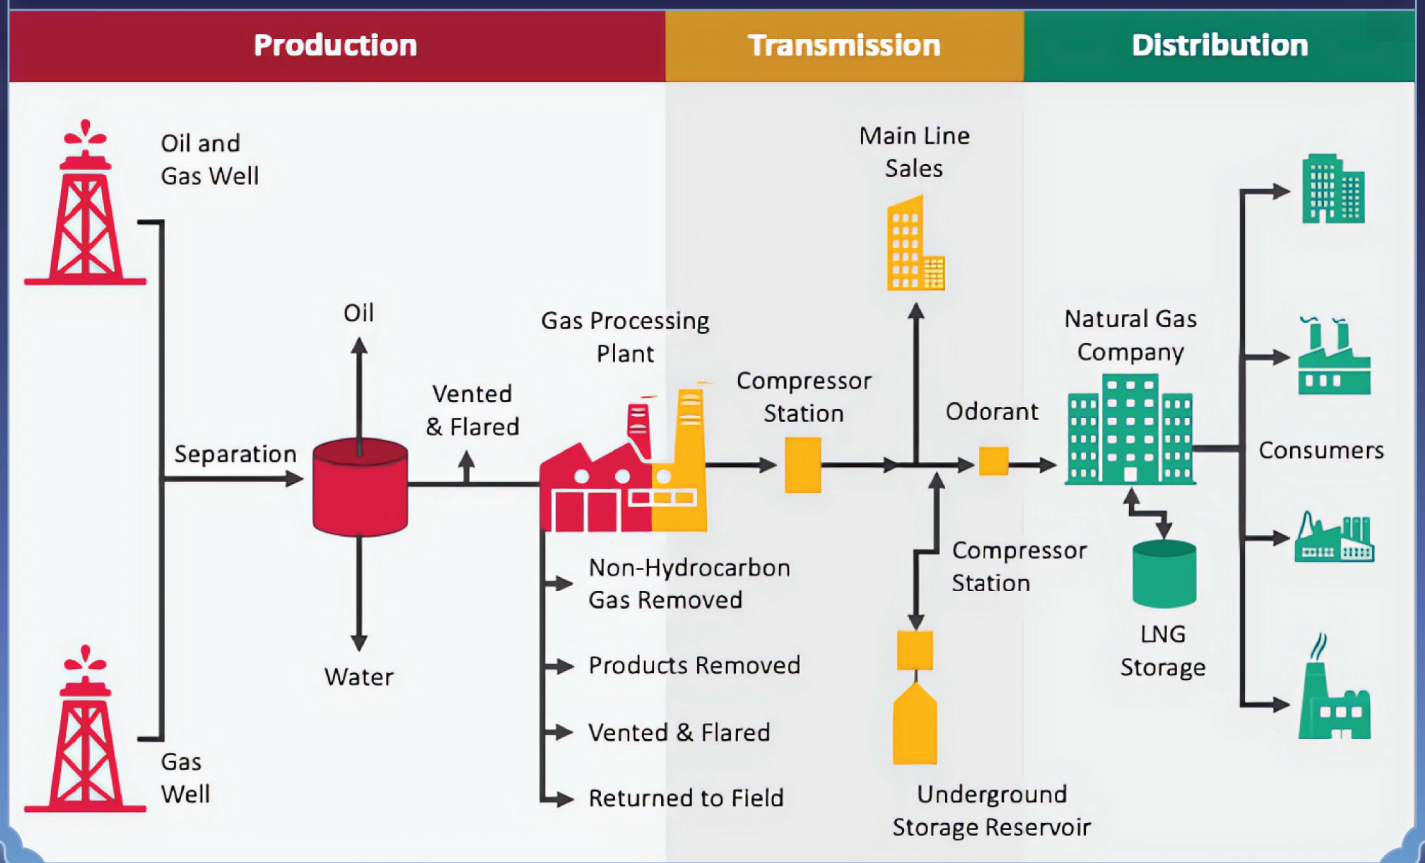 Production
Transmission
Distribution
Oil and
Gas Well
Main Line
Sales
Oil
Gas Processing
Plant
Natural Gas
Company
Vented
& Flared
Compressor
Station
Odorant
Separation
Consumers
Non-Hydrocarbon
Gas Removed
Compressor
Station
Water
Products Removed
LNG
Storage
Vented & Flared
Gas
Well
Returned to Field
Underground
Storage Reservoir